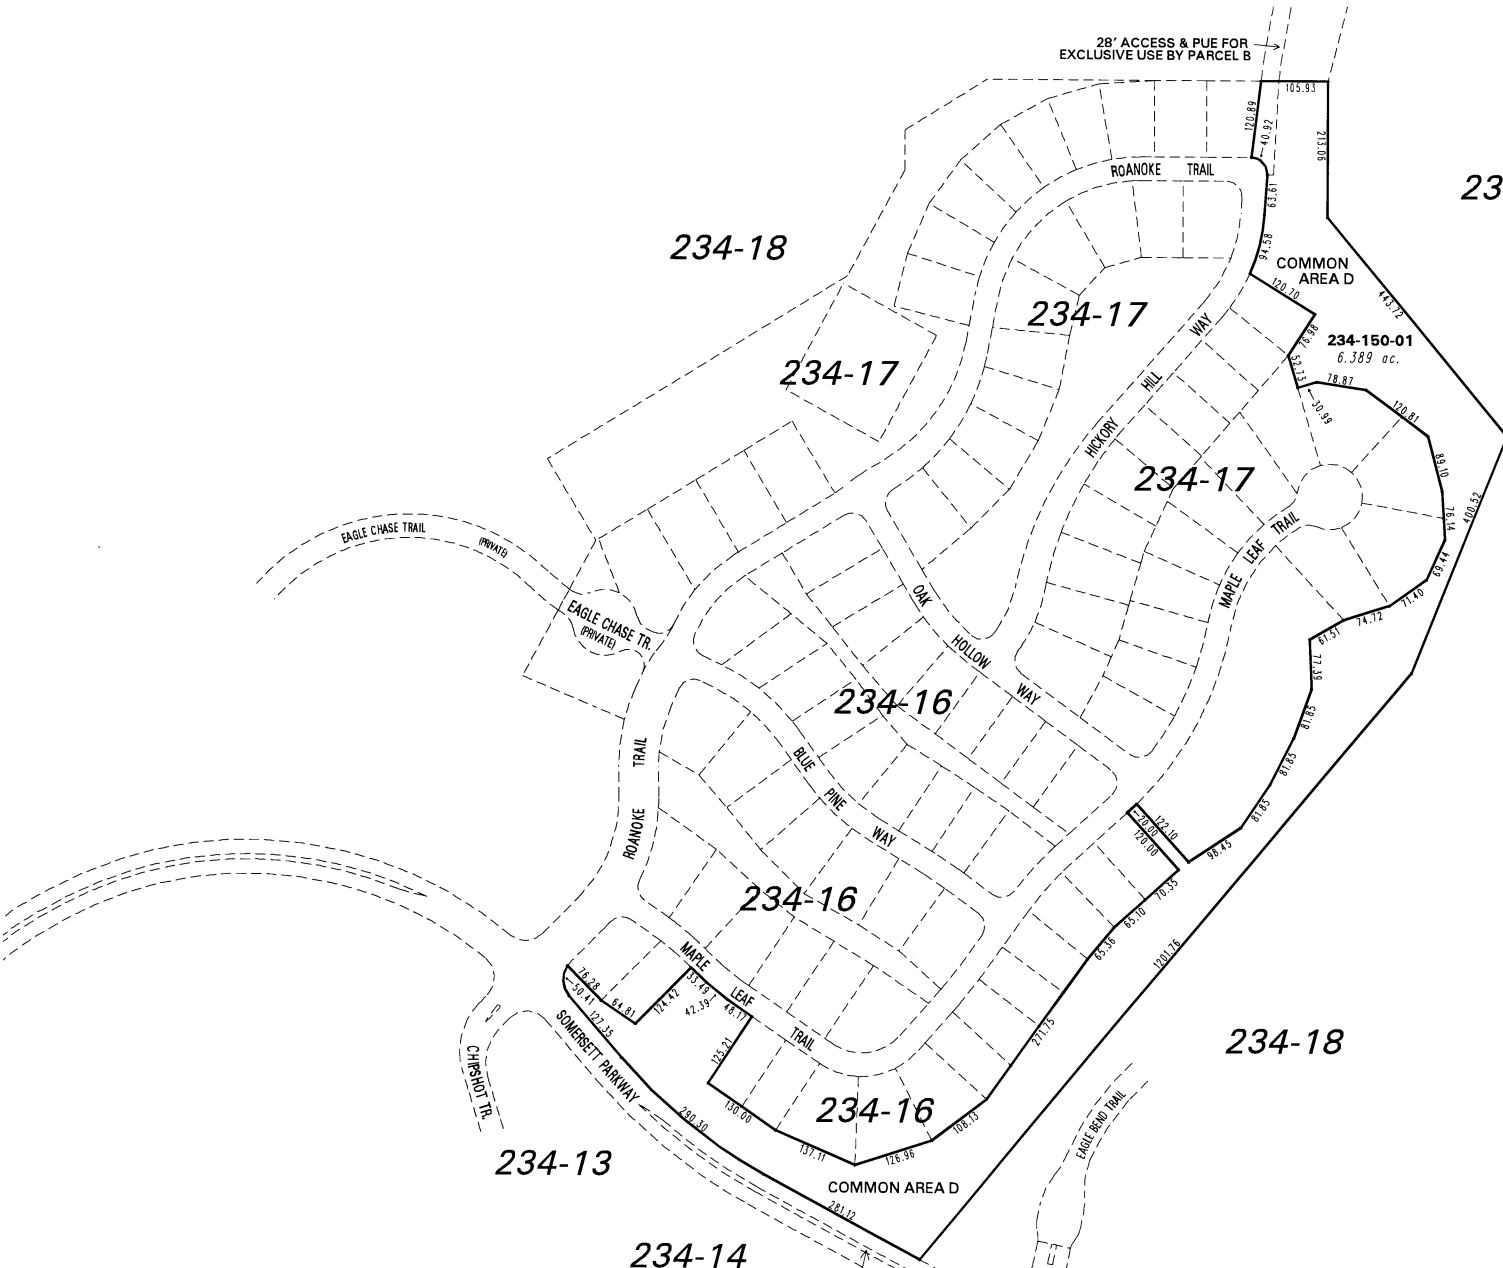 28' ACCESS & PUE FOR
EXCLUSIVE USE BY PARCEL B
105.93
120.89
40.92
213.06
ROANOKE TRAIL
63.61
23
234-18
94.58
COMMON
AREA D
120.70
443.72
234-17
WAY
76.98
234-150-01
6.389 ac.
52.73
78.87
234-17
HILL
30.99
120.81
HICKORY
89.10
234-17
400.52
76.14
EAGLE CHASE TRAIL
(PRIVATE)
MAPLE LEAF TRAIL
69.44
OAK
71.40
EAGLE CHASE TR.
(PRIVATE)
74.72
61.51
HOLLOW
77.39
WAY
234-16
81.85
ROANOKE TRAIL
BLUE
81.85
PINE
81.85
20.00
122.10
WAY
120.00
98.45
70.35
234-16
65.10
65.36
1201.76
MAPLE
LEAF
TRAIL
76.28
33.49
50.41
64.81
124.42
42.39
48.17
127.35
SOMERSETT PARKWAY
271.75
234-18
125.21
CHIPSHOT TR.
130.00
234-16
290.30
108.13
EAGLE BEND TRAIL
137.11
126.96
234-13
COMMON AREA D
281.12
234-14